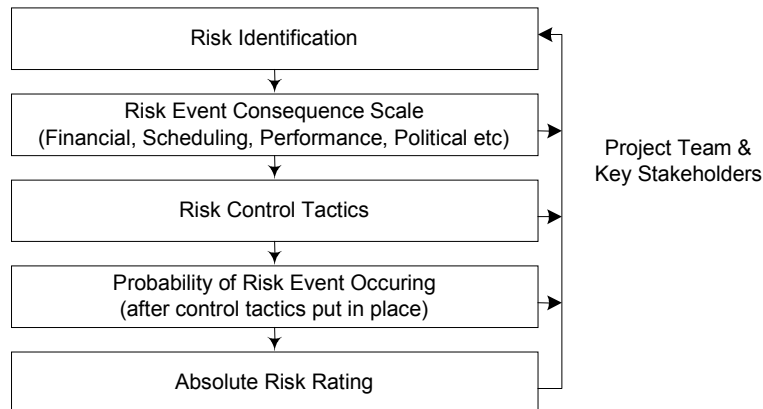 Risk Identification
Risk Event Consequence Scale
(Financial, Scheduling, Performance, Political etc)
Risk Control Tactics
Probability of Risk Event Occuring
(after control tactics put in place)
Absolute Risk Rating
Project Team &
Key Stakeholders